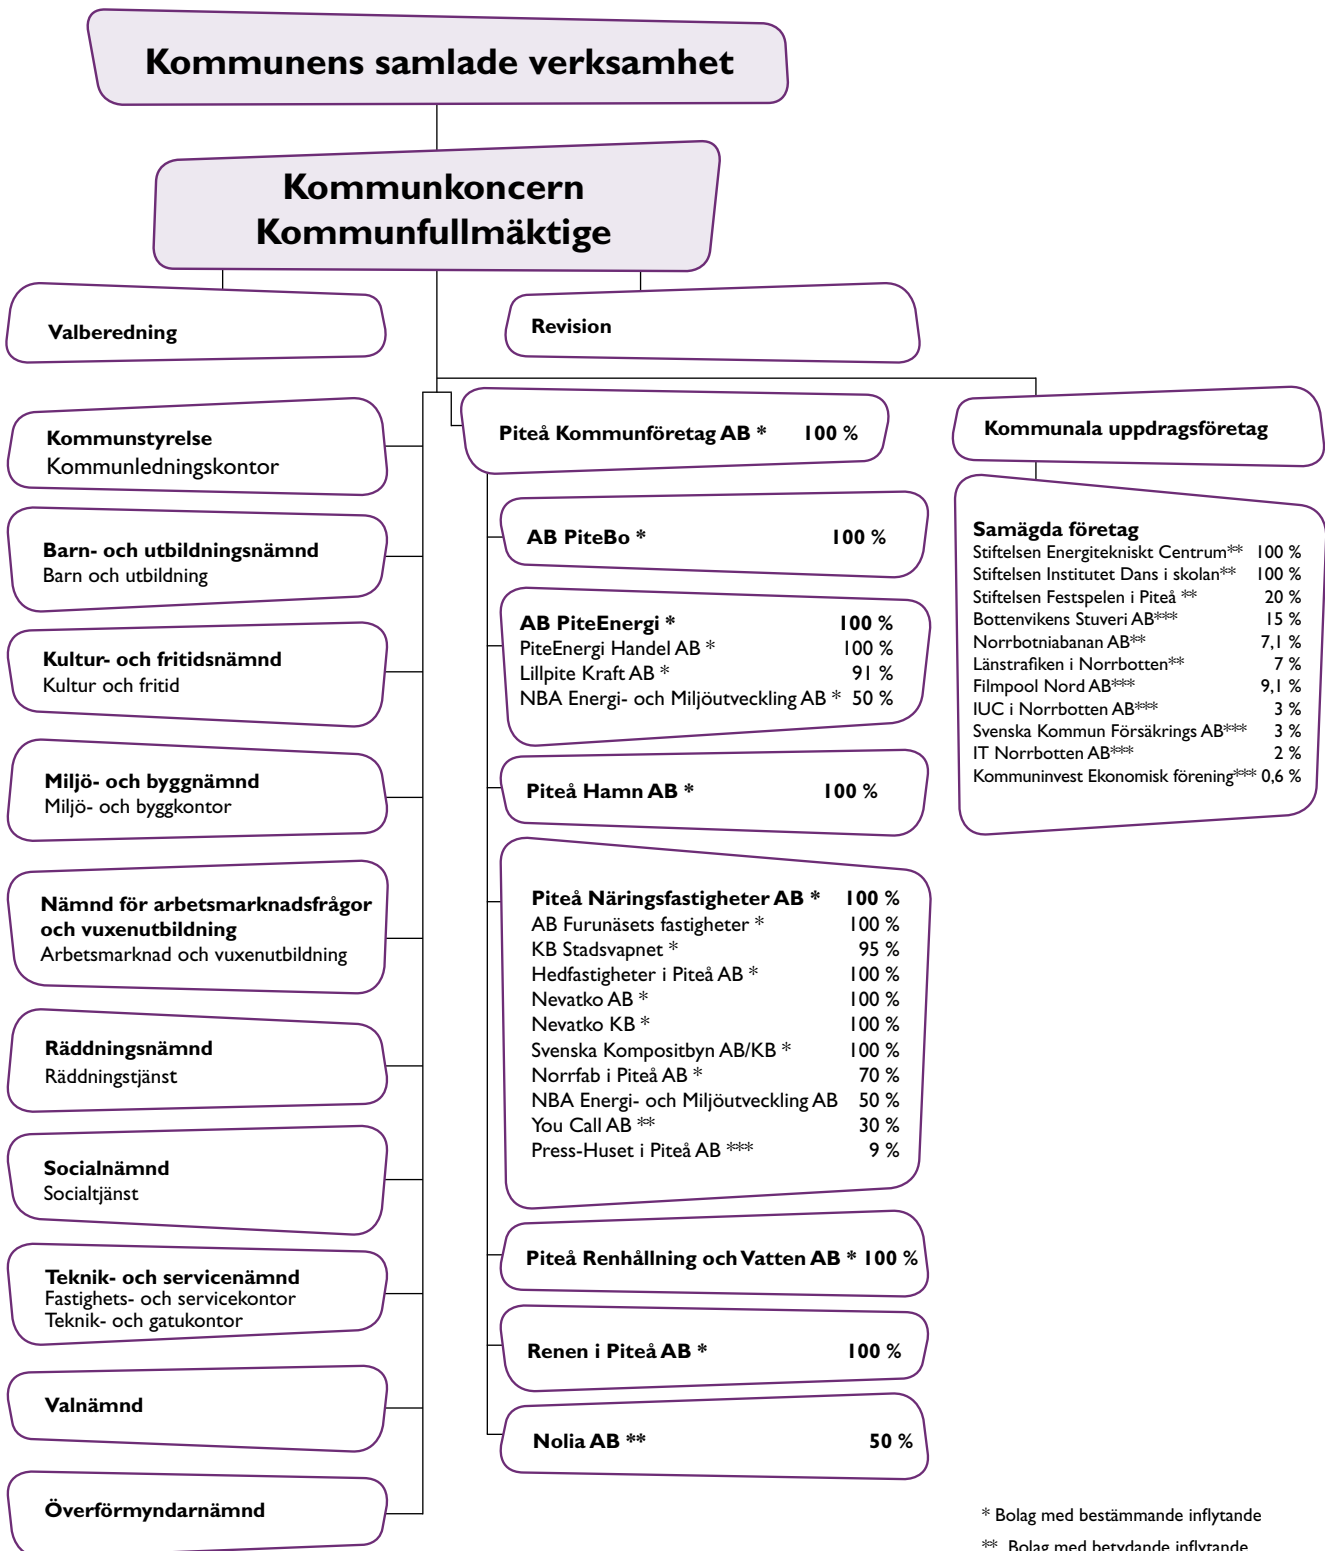 Kommunens samlade verksamhet
Kommunkoncern
Kommunfullmäktige
Valberedning
Revision
Kommunstyrelse
Kommunledningskontor
Barn- och utbildningsnämnd
Barn och utbildning
Kultur- och fritidsnämnd
Kultur och fritid
Miljö- och byggnämnd
Miljö- och byggkontor
Nämnd för arbetsmarknadsfrågor
och vuxenutbildning
Arbetsmarknad och vuxenutbildning
Räddningsnämnd
Räddningstjänst
Socialnämnd
Socialtjänst
Teknik- och servicenämnd
Fastighets- och servicekontor
Teknik- och gatukontor
Valnämnd
Överförmyndarnämnd
Piteå Kommunföretag AB * 100 %
AB PiteBo * 100 %
AB PiteEnergi * 100 %
PiteEnergi Handel AB * 100 %
Lillpite Kraft AB * 91 %
NBA Energi- och Miljöutveckling AB * 50 %
Piteå Hamn AB * 100 %
Piteå Näringsfastigheter AB * 100 %
AB Furunäsets fastigheter * 100 %
KB Stadsvapnet * 95 %
Hedfastigheter i Piteå AB * 100 %
Nevatko AB * 100 %
Nevatko KB * 100 %
Svenska Kompositbyn AB/KB * 100 %
Norrfab i Piteå AB * 70 %
NBA Energi- och Miljöutveckling AB 50 %
You Call AB ** 30 %
Press-Huset i Piteå AB *** 9 %
Piteå Renhållning och Vatten AB * 100 %
Renen i Piteå AB * 100 %
Nolia AB ** 50 %
Kommunala uppdragsföretag
Samägda företag
Stiftelsen Energitekniskt Centrum** 100 %
Stiftelsen Institutet Dans i skolan** 100 %
Stiftelsen Festspelen i Piteå ** 20 %
Bottenvikens Stuveri AB*** 15 %
Norrbotniabanan AB** 7,1 %
Länstrafiken i Norrbotten** 7 %
Filmpool Nord AB*** 9,1 %
IUC i Norrbotten AB*** 3 %
Svenska Kommun Försäkrings AB*** 3 %
IT Norrbotten AB*** 2 %
Kommuninvest Ekonomisk förening*** 0,6 %
* Bolag med bestämmande inflytande
** Bolag med betydande inflytande